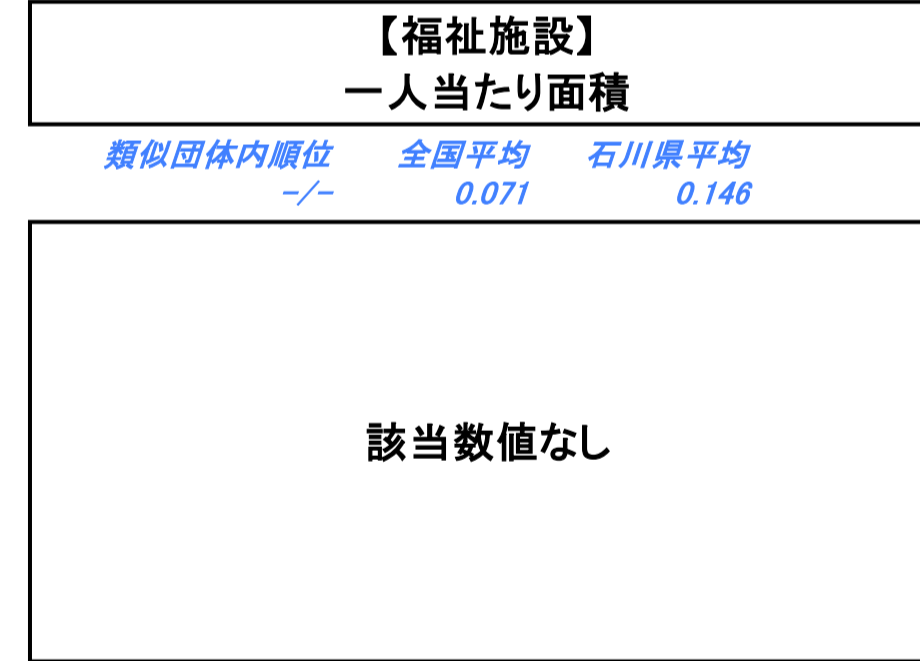 【福祉施設】
一人当たり面積
類似団体内順位 全国平均 石川県平均
-/- 0.071 0.146
該当数値なし